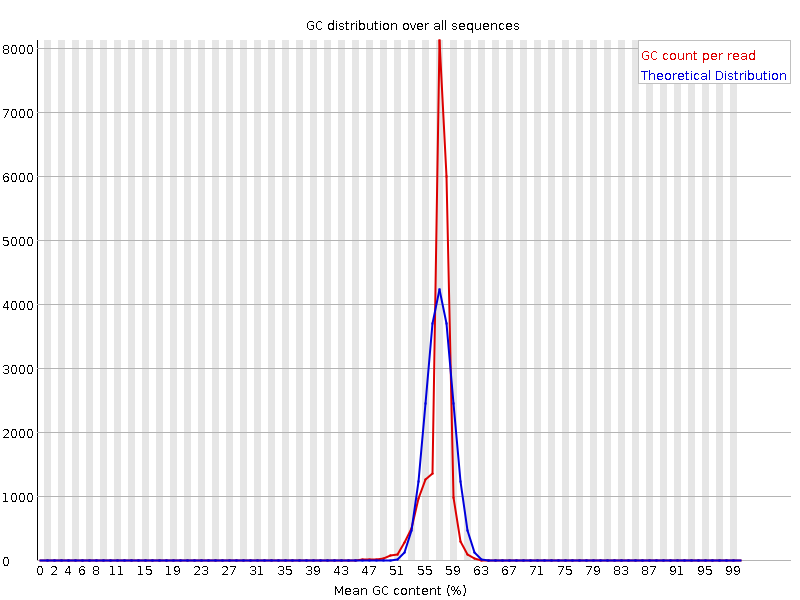 GC distribution over all sequences
GC count per read
Theoretical Distribution
8000
7000
6000
5000
4000
3000
2000
1000
0
0 2 4 6 8 11 15 19 23 27 31 35 39 43 47 51 55 59 63 67 71 75 79 83 87 91 95 99
Mean GC content (%)